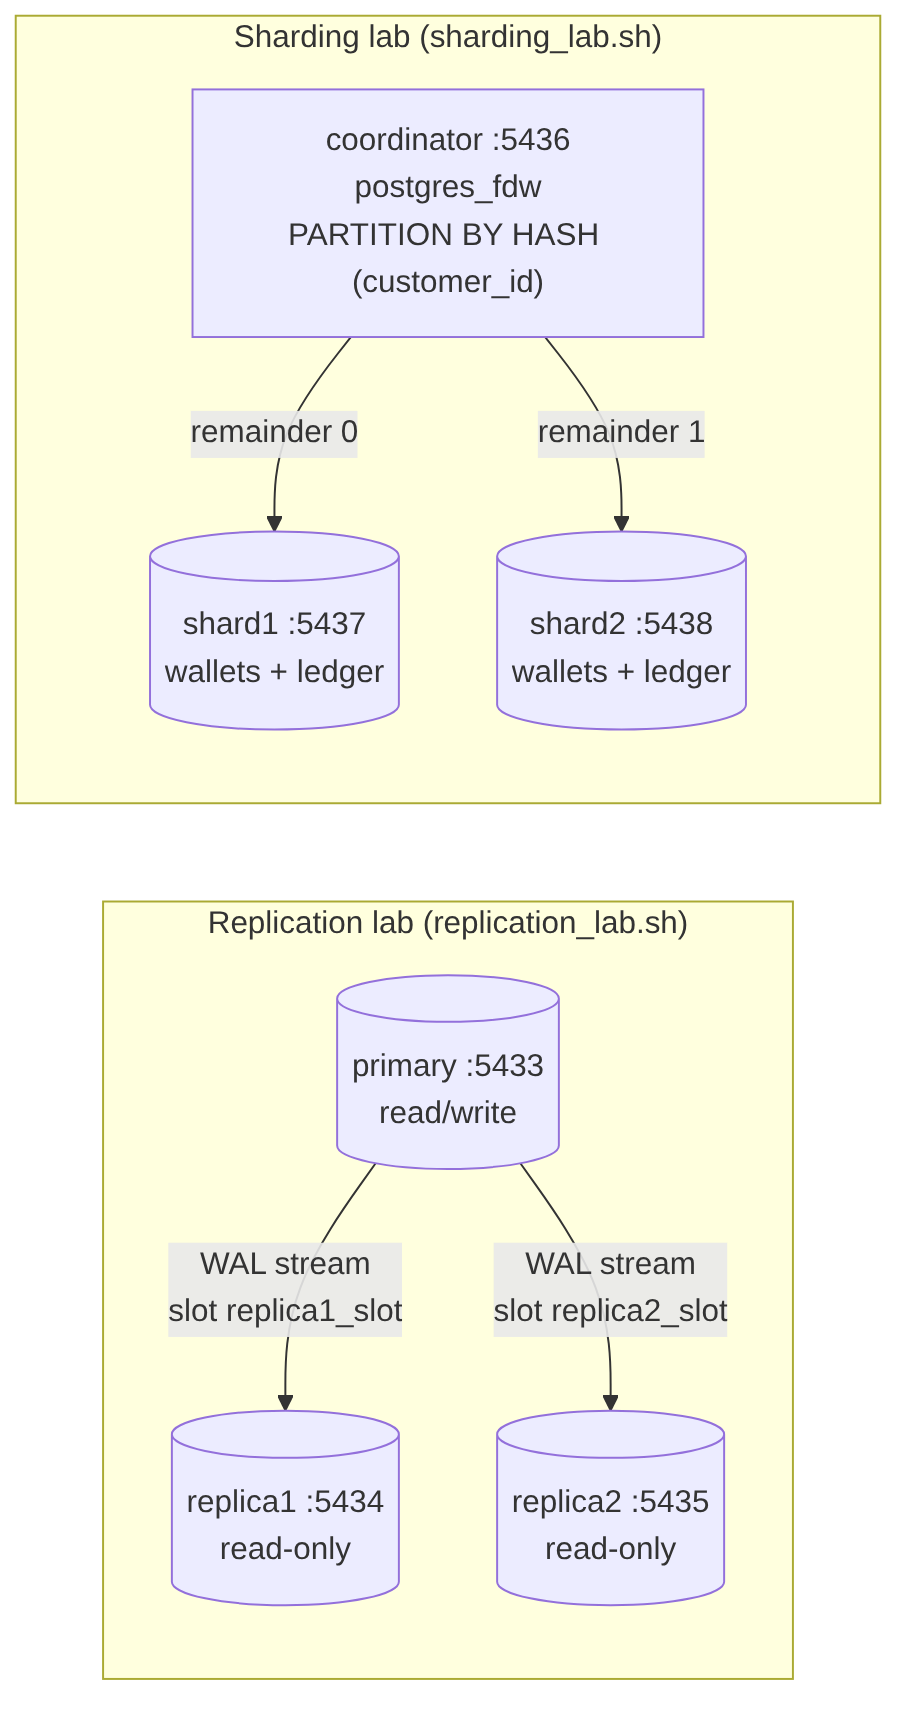 Sharding lab (sharding_lab.sh)
coordinator :5436
postgres_fdw
PARTITION BY HASH
(customer_id)
remainder 0
remainder 1
shard1 :5437
wallets + ledger
shard2 :5438
wallets + ledger
Replication lab (replication_lab.sh)
primary :5433
read/write
WAL stream
slot replica1_slot
WAL stream
slot replica2_slot
replica1 :5434
read-only
replica2 :5435
read-only